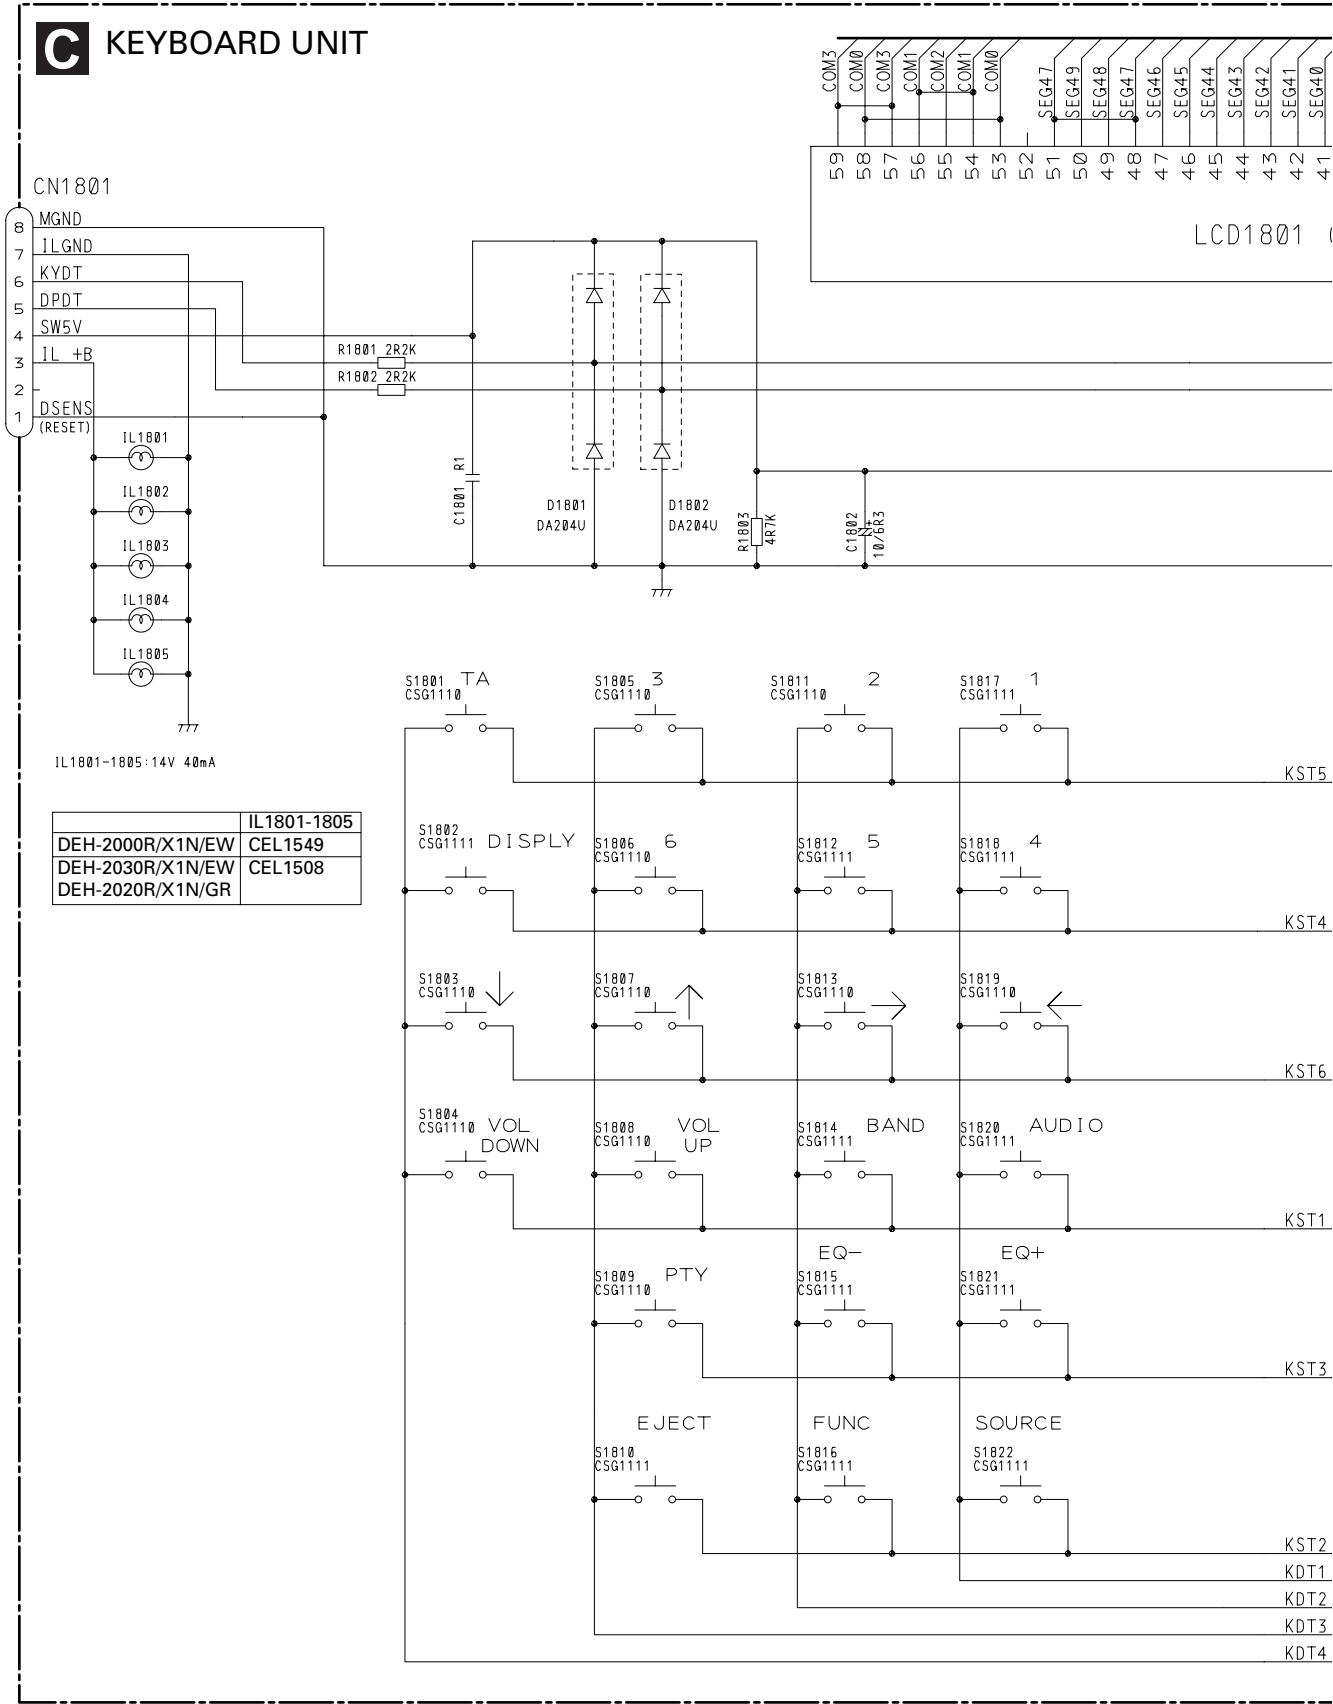 C KEYBOARD UNIT
COM3
COM0
COM3
COM1
COM2
COM1
COM0
SEG47
SEG49
SEG48
SEG47
SEG46
SEG45
SEG44
SEG43
SEG42
SEG41
SEG40
59
58
57
56
55
54
53
52
51
50
49
48
47
46
45
44
43
42
41
LCD1801
CN1801
8 MGND
7 ILGND
6 KYDT
5 DPDT
4 SW5V
3 IL +B
2
1 DSENS
(RESET)
R1801 2R2K
R1802 2R2K
IL1801
IL1802
IL1803
IL1804
IL1805
C1801 R1
D1801
DA204U
D1802
DA204U
R1803
4R7K
C1802
10/6R3
+
IL1801-1805:14V 40mA
IL1801-1805
DEH-2000R/X1N/EW CEL1549
DEH-2030R/X1N/EW CEL1508
DEH-2020R/X1N/GR
S1801 TA
CSG1110
S1805 3
CSG1110
S1811 2
CSG1110
S1817 1
CSG1111
KST5
S1802
CSG1111 DISPLY
S1806 6
CSG1110
S1812 5
CSG1111
S1818 4
CSG1111
KST4
S1803
CSG1110 ↓
S1807
CSG1110 ↑
S1813
CSG1110 →
S1819
CSG1110 ←
KST6
S1804
CSG1110 VOL
DOWN
S1808 VOL
CSG1110 UP
S1814 BAND
CSG1111
S1820 AUDIO
CSG1111
KST1
S1809 PTY
CSG1110
EQ−
S1815
CSG1111
EQ+
S1821
CSG1111
KST3
EJECT
S1810
CSG1111
FUNC
S1816
CSG1111
SOURCE
S1822
CSG1111
KST2
KDT1
KDT2
KDT3
KDT4